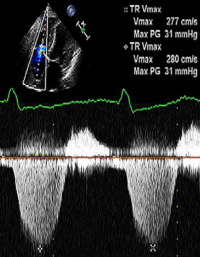 TR Vmax
Vmax 277 cm/s
Max PG 31 mmHg
TR Vmax
Vmax 280 cm/s
Max PG 31 mmHg